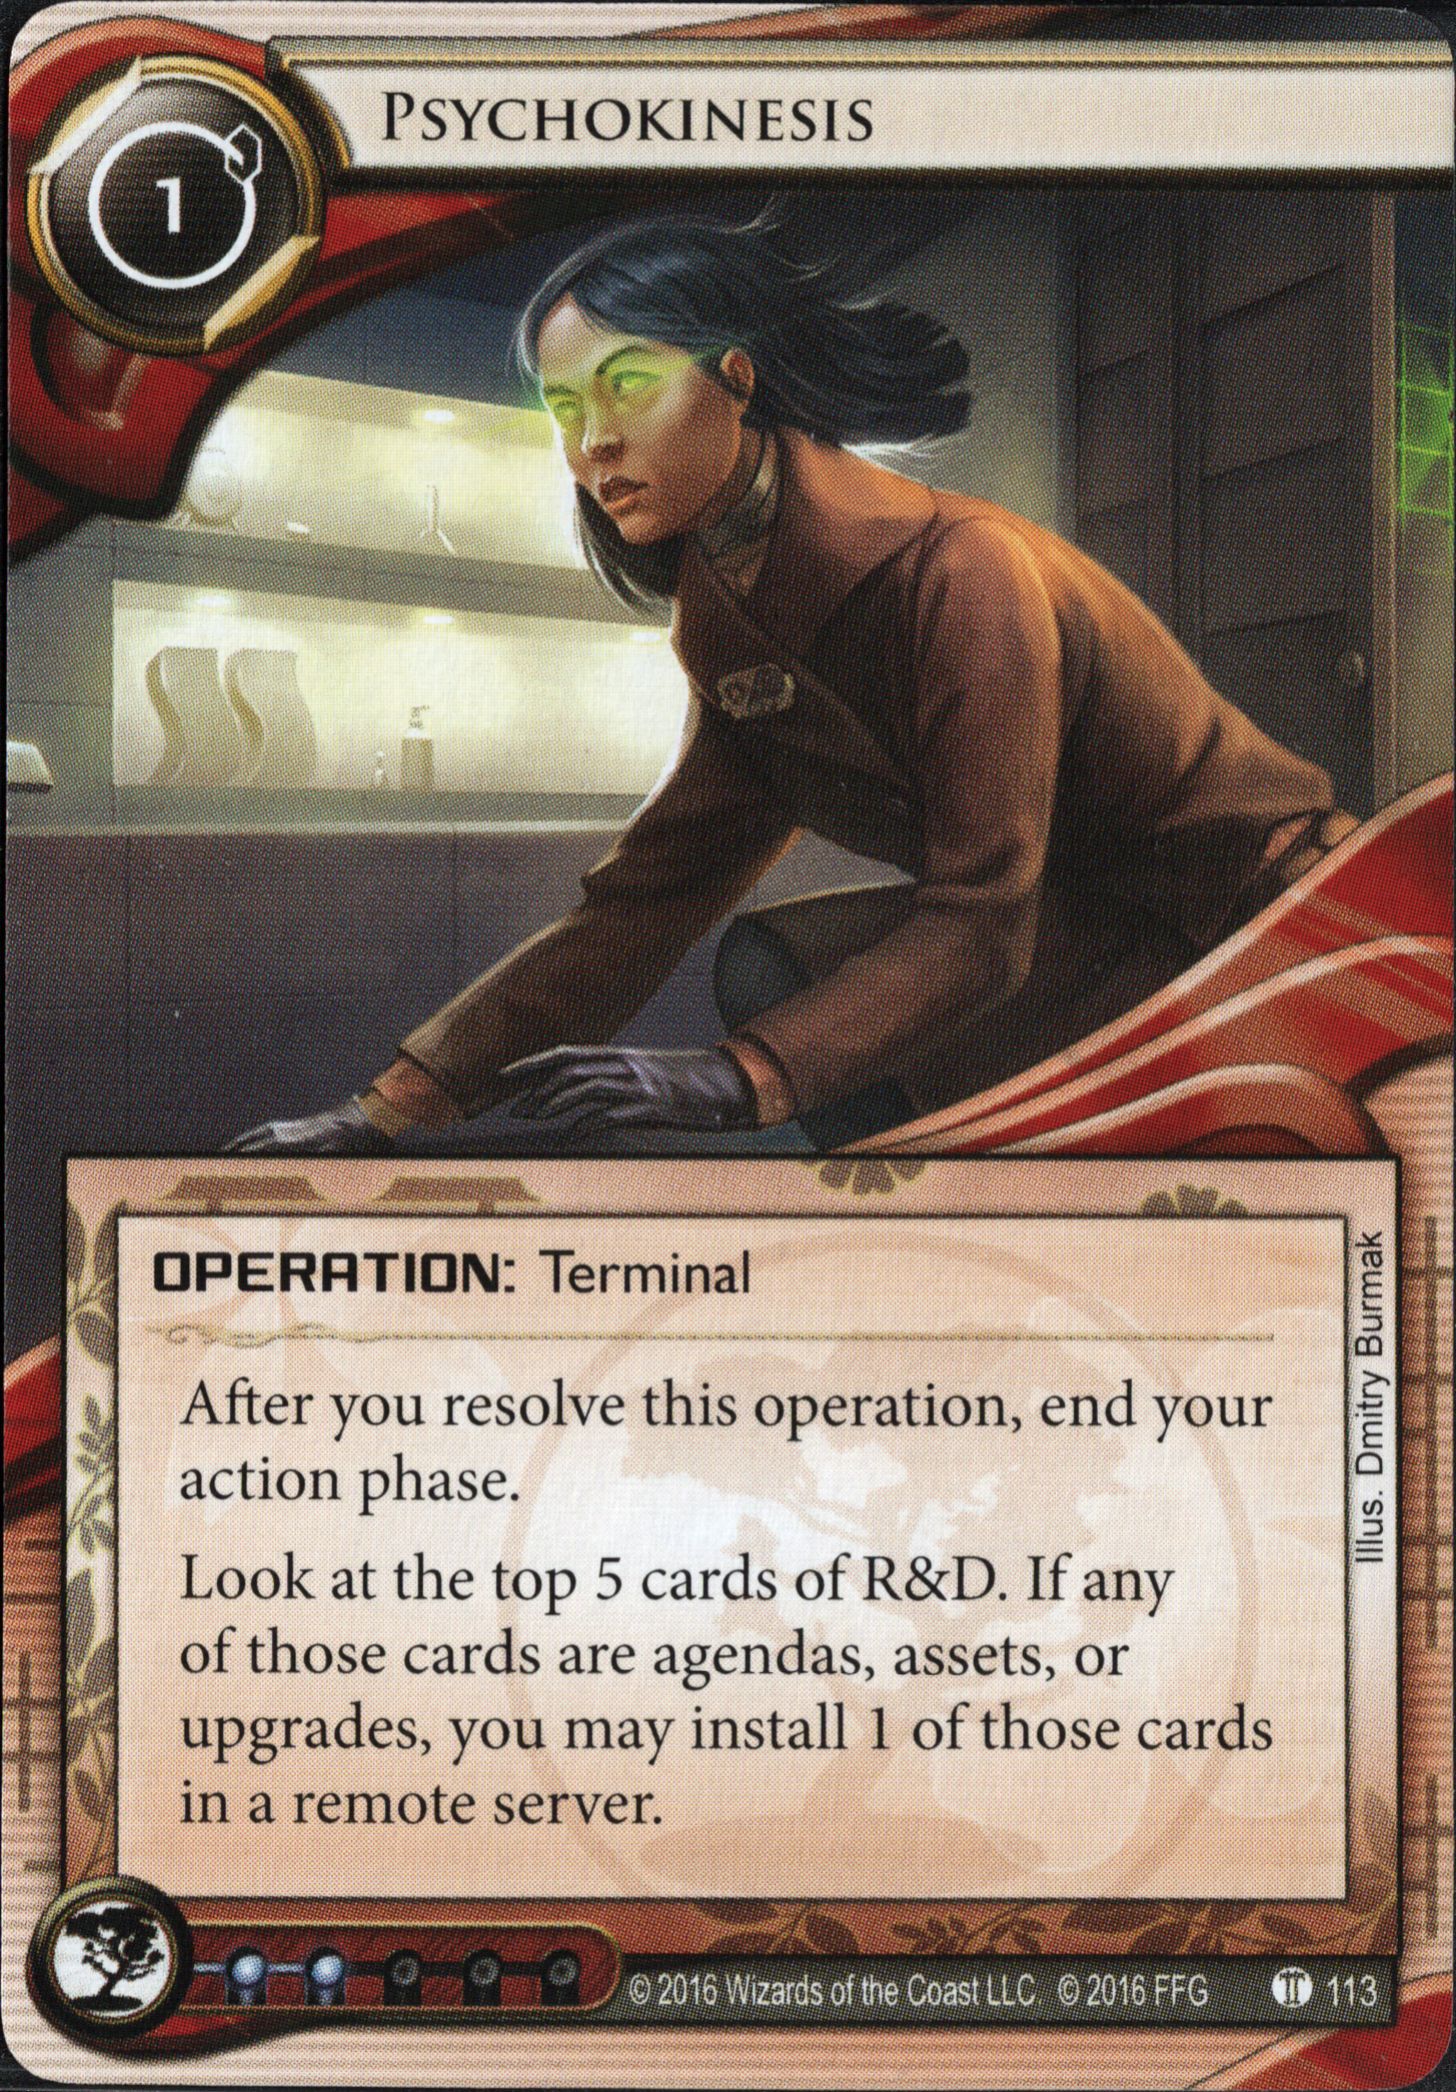 1
PSYCHOKINESIS
OPERATION: Terminal
After you resolve this operation, end your
action phase.
Look at the top 5 cards of R&D. If any
of those cards are agendas, assets, or
upgrades, you may install 1 of those cards
in a remote server.
Illus. Dmitry Burmak
© 2016 Wizards of the Coast LLC. © 2016 FFG
113